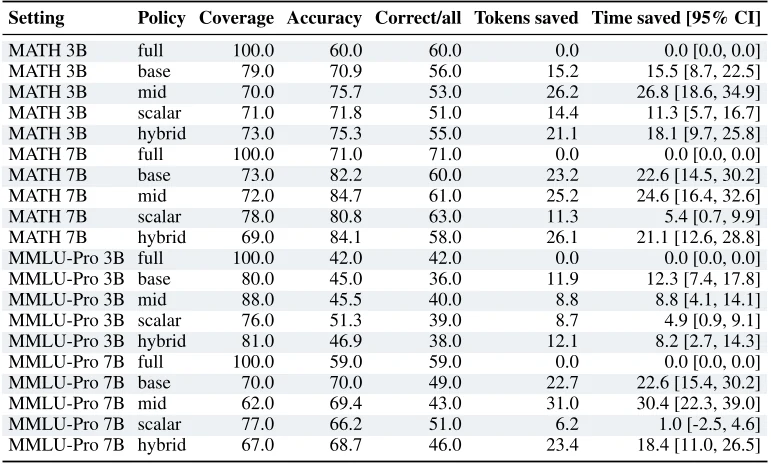 Setting Policy Coverage Accuracy Correct/all Tokens saved Time saved [95% CI]
MATH 3B full 100.0 60.0 60.0 0.0 0.0 [0.0, 0.0]
MATH 3B base 79.0 70.9 56.0 15.2 15.5 [8.7, 22.5]
MATH 3B mid 70.0 75.7 53.0 26.2 26.8 [18.6, 34.9]
MATH 3B scalar 71.0 71.8 51.0 14.4 11.3 [5.7, 16.7]
MATH 3B hybrid 73.0 75.3 55.0 21.1 18.1 [9.7, 25.8]
MATH 7B full 100.0 71.0 71.0 0.0 0.0 [0.0, 0.0]
MATH 7B base 73.0 82.2 60.0 23.2 22.6 [14.5, 30.2]
MATH 7B mid 72.0 84.7 61.0 25.2 24.6 [16.4, 32.6]
MATH 7B scalar 78.0 80.8 63.0 11.3 5.4 [0.7, 9.9]
MATH 7B hybrid 69.0 84.1 58.0 26.1 21.1 [12.6, 28.8]
MMLU-Pro 3B full 100.0 42.0 42.0 0.0 0.0 [0.0, 0.0]
MMLU-Pro 3B base 80.0 45.0 36.0 11.9 12.3 [7.4, 17.8]
MMLU-Pro 3B mid 88.0 45.5 40.0 8.8 8.8 [4.1, 14.1]
MMLU-Pro 3B scalar 76.0 51.3 39.0 8.7 4.9 [0.9, 9.1]
MMLU-Pro 3B hybrid 81.0 46.9 38.0 12.1 8.2 [2.7, 14.3]
MMLU-Pro 7B full 100.0 59.0 59.0 0.0 0.0 [0.0, 0.0]
MMLU-Pro 7B base 70.0 70.0 49.0 22.7 22.6 [15.4, 30.2]
MMLU-Pro 7B mid 62.0 69.4 43.0 31.0 30.4 [22.3, 39.0]
MMLU-Pro 7B scalar 77.0 66.2 51.0 6.2 1.0 [-2.5, 4.6]
MMLU-Pro 7B hybrid 67.0 68.7 46.0 23.4 18.4 [11.0, 26.5]